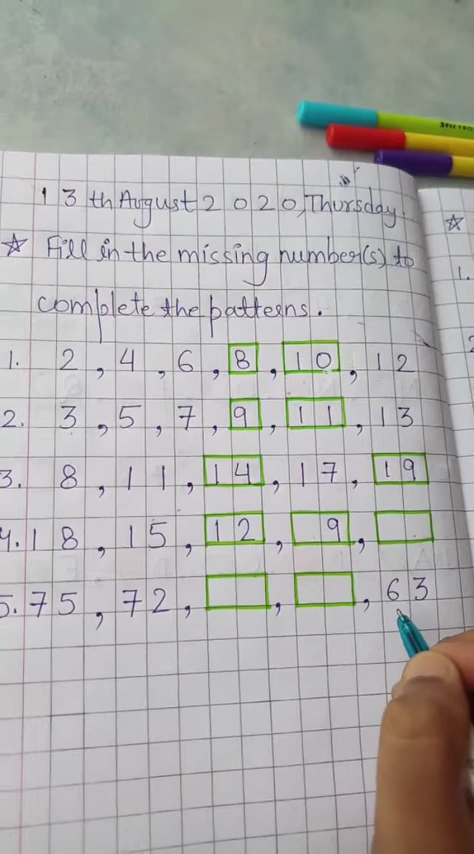 13th August 2020, Thursday
☆ Fill in the missing number(s) to
complete the patterns.
1. 2, 4, 6, 8, 10, 12
2. 3, 5, 7, 9, 11, 13
3. 8, 11, 14, 17, 19
4. 18, 15, 12, 9,
5. 75, 72, , , 63
☆
1.